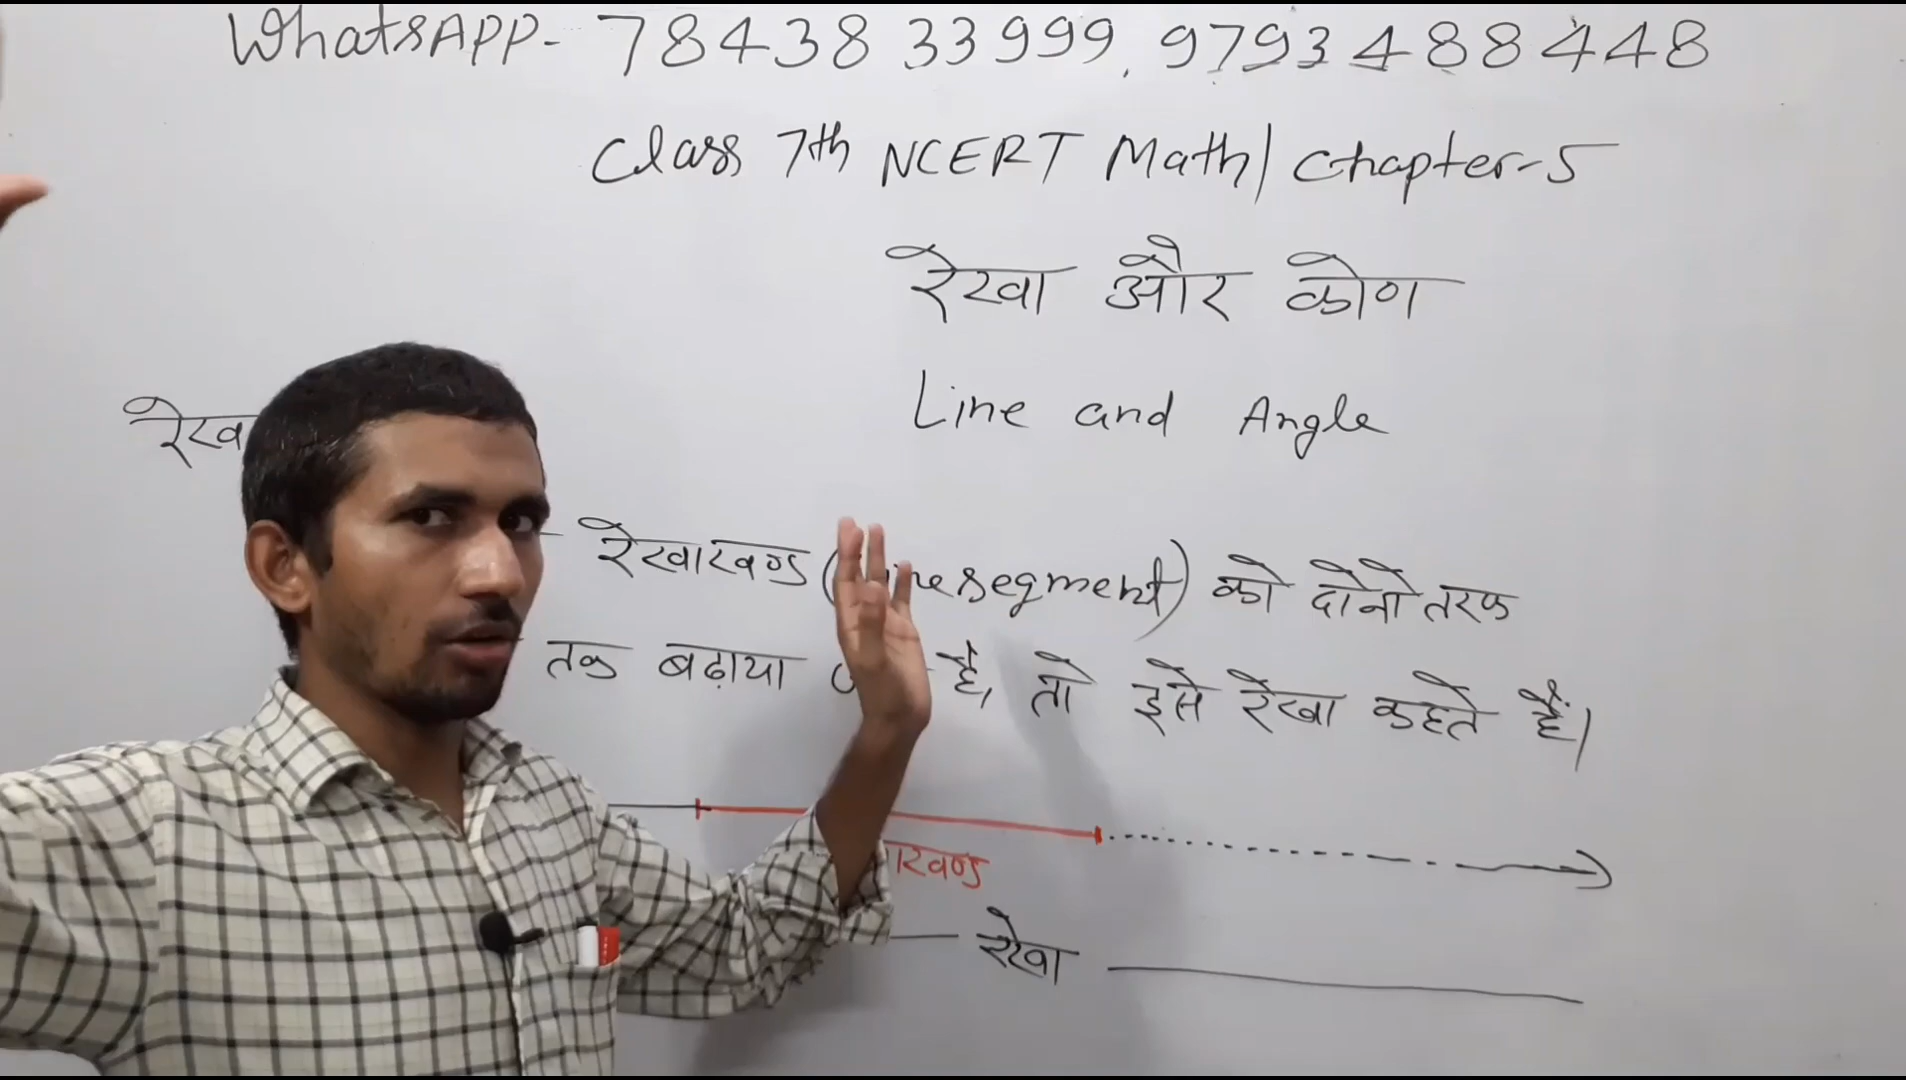 WhatsAPP- 78438 33999, 9793488448
Class 7th NCERT Math/ Chapter-5
रेखा और कोण
Line and Angle
रेखाखण्ड ( segment) को दोनो तरफ
तक बढ़ाया है, तो इसे रेखा कहते हैं।
रेखा